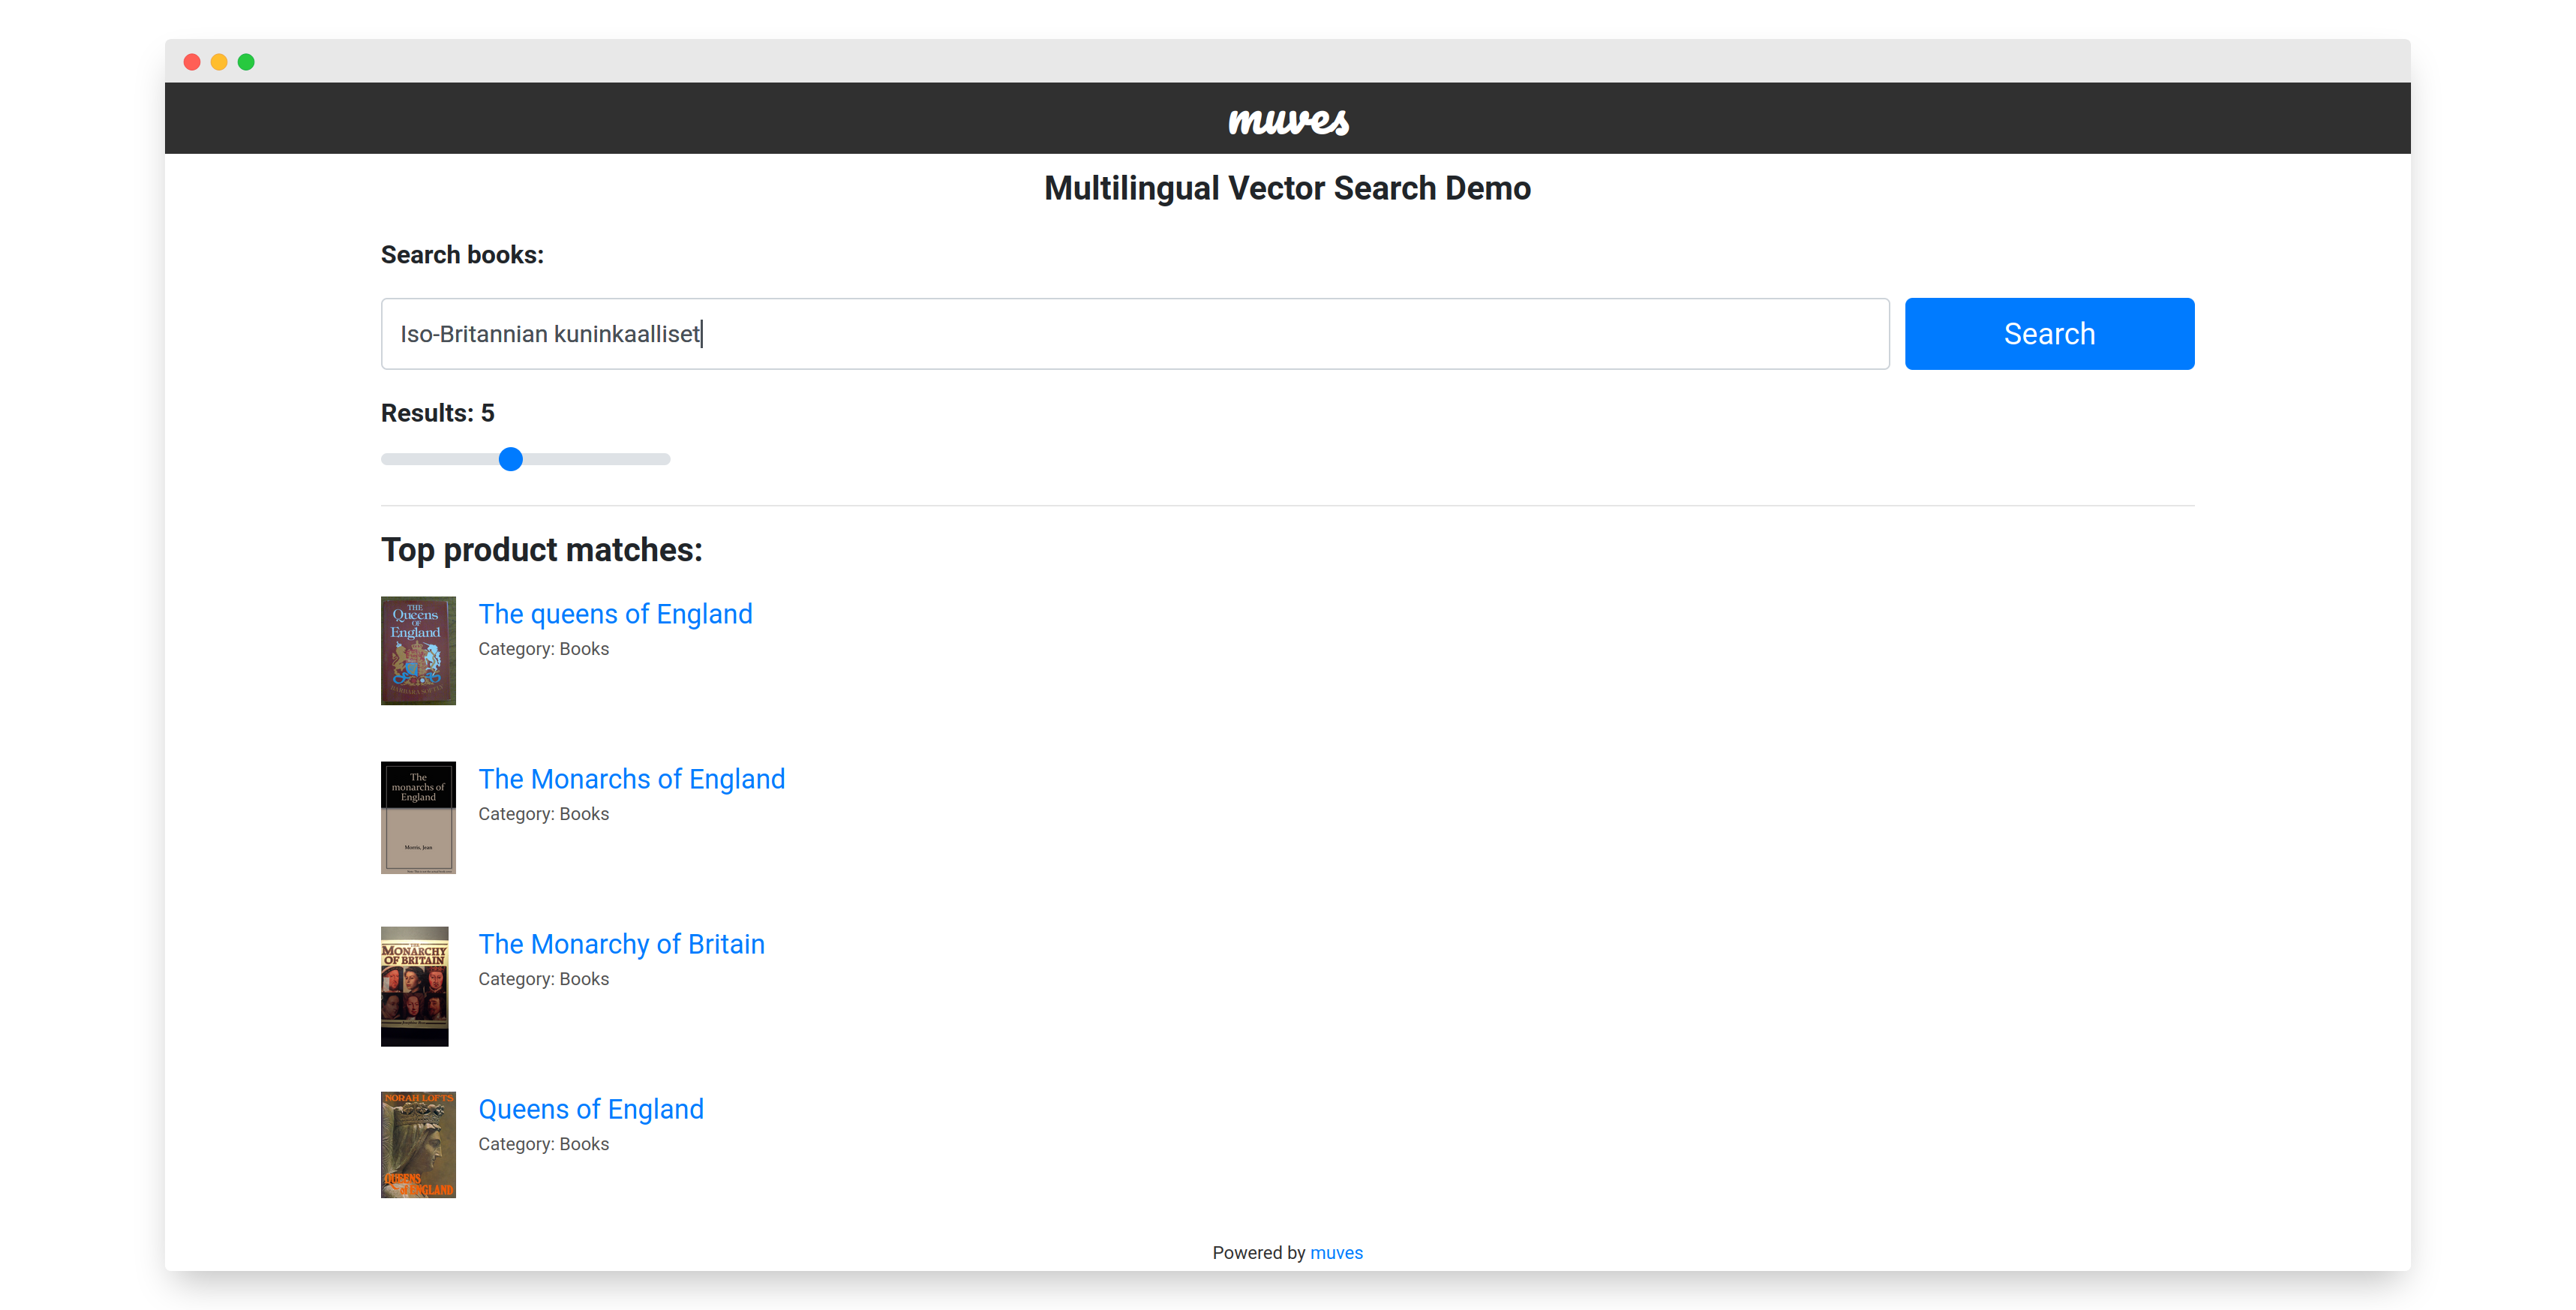 muves
Multilingual Vector Search Demo
Search books:
Iso-Britannian kuninkaalliset
Search
Results: 5
Top product matches:
THE
Queens
OF
England
The queens of England
Category: Books
The
monarchs of
England
Morris, Jean
The Monarchs of England
Category: Books
THE
MONARCHY
OF BRITAIN
The Monarchy of Britain
Category: Books
NORAH LOFTS
QUEENS
of ENGLAND
Queens of England
Category: Books
Powered by muves